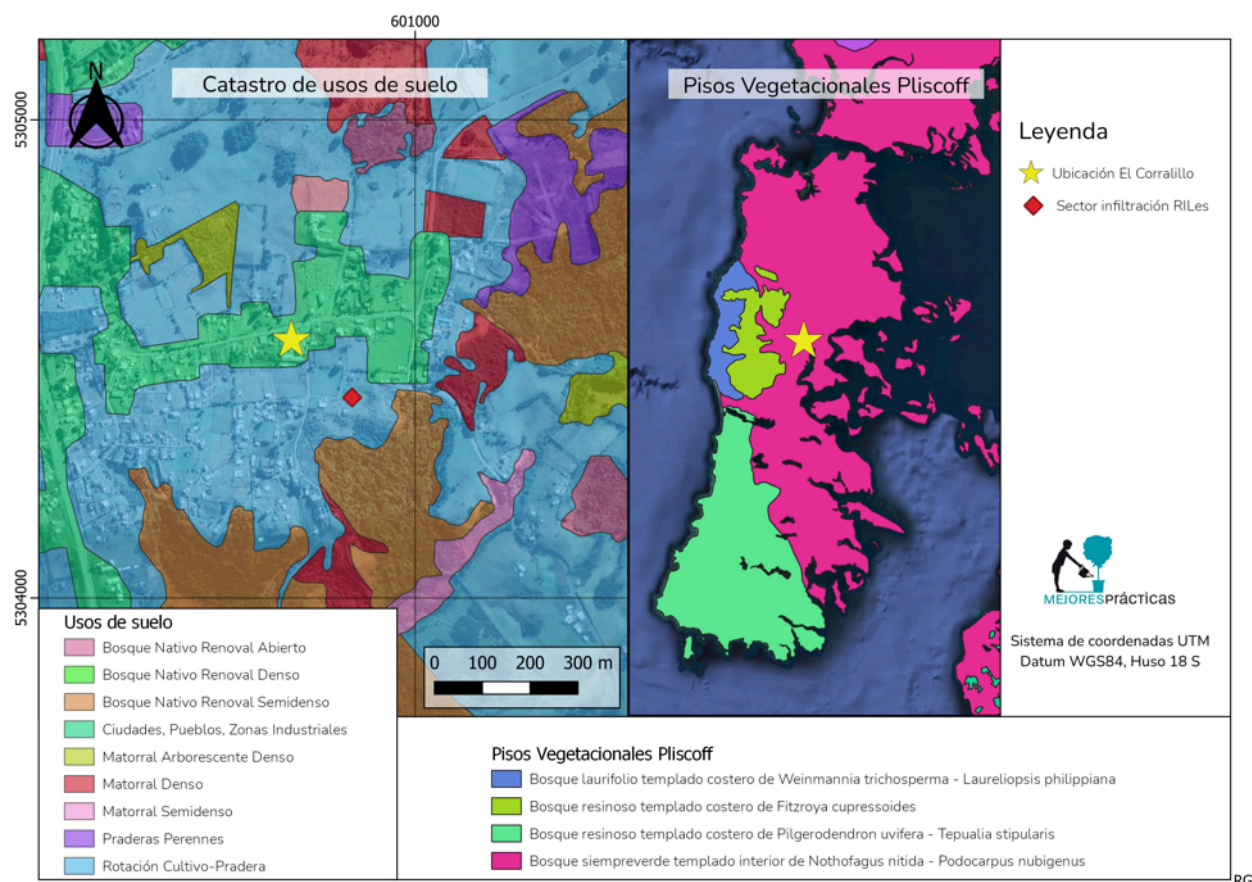 601000
5305000
5304000
N
Catastro de usos de suelo
Pisos Vegetacionales Pliscoff
Leyenda
Ubicación El Corralillo
Sector infiltración RILes
MEJORESPRÁCTICAS
Sistema de coordenadas UTM
Datum WGS84, Huso 18 S
0 100 200 300 m
Usos de suelo
Bosque Nativo Renoval Abierto
Bosque Nativo Renoval Denso
Bosque Nativo Renoval Semidenso
Ciudades, Pueblos, Zonas Industriales
Matorral Arborescente Denso
Matorral Denso
Matorral Semidenso
Praderas Perennes
Rotación Cultivo-Pradera
Pisos Vegetacionales Pliscoff
Bosque laurifolio templado costero de Weinmannia trichosperma - Laureliopsis philippiana
Bosque resinoso templado costero de Fitzroya cupressoides
Bosque resinoso templado costero de Pilgerodendron uvifera - Tepualia stipularis
Bosque siempreverde templado interior de Nothofagus nitida - Podocarpus nubigenus
RG